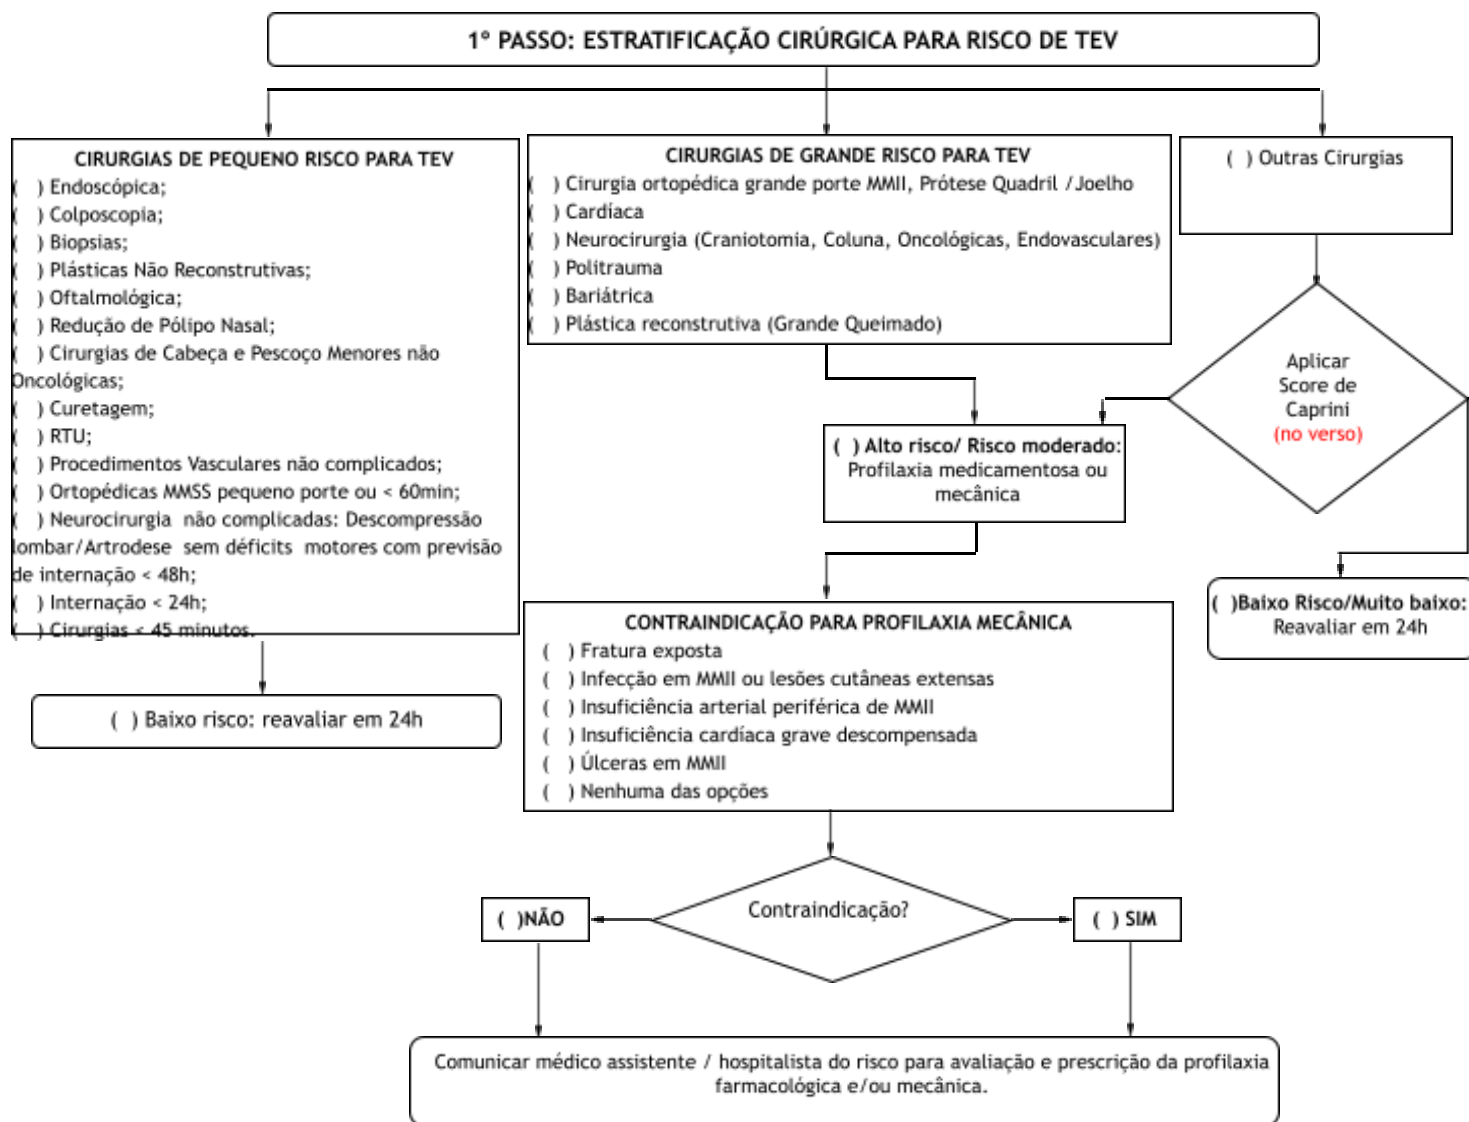 1º PASSO: ESTRATIFICAÇÃO CIRÚRGICA PARA RISCO DE TEV
CIRURGIAS DE PEQUENO RISCO PARA TEV
( ) Endoscópica;
( ) Colposcopia;
( ) Biopsias;
( ) Plásticas Não Reconstrutivas;
( ) Oftalmológica;
( ) Redução de Pólipo Nasal;
( ) Cirurgias de Cabeça e Pescoço Menores não
Oncológicas;
( ) Curetagem;
( ) RTU;
( ) Procedimentos Vasculares não complicados;
( ) Ortopédicas MMSS pequeno porte ou < 60min;
( ) Neurocirurgia não complicadas: Descompressão
lombar/Artrodese sem déficits motores com previsão
de internação < 48h;
( ) Internação < 24h;
( ) Cirurgias < 45 minutos.
( ) Baixo risco: reavaliar em 24h
CIRURGIAS DE GRANDE RISCO PARA TEV
( ) Cirurgia ortopédica grande porte MMII, Prótese Quadril /Joelho
( ) Cardíaca
( ) Neurocirurgia (Craniotomia, Coluna, Oncológicas, Endovasculares)
( ) Politrauma
( ) Bariátrica
( ) Plástica reconstrutiva (Grande Queimado)
( ) Outras Cirurgias
Aplicar
Score de
Caprini
(no verso)
( ) Alto risco/ Risco moderado:
Profilaxia medicamentosa ou
mecânica
( )Baixo Risco/Muito baixo:
Reavaliar em 24h
CONTRAINDICAÇÃO PARA PROFILAXIA MECÂNICA
( ) Fratura exposta
( ) Infecção em MMII ou lesões cutâneas extensas
( ) Insuficiência arterial periférica de MMII
( ) Insuficiência cardíaca grave descompensada
( ) Úlceras em MMII
( ) Nenhuma das opções
Contraindicação?
( )NÃO
( ) SIM
Comunicar médico assistente / hospitalista do risco para avaliação e prescrição da profilaxia
farmacológica e/ou mecânica.